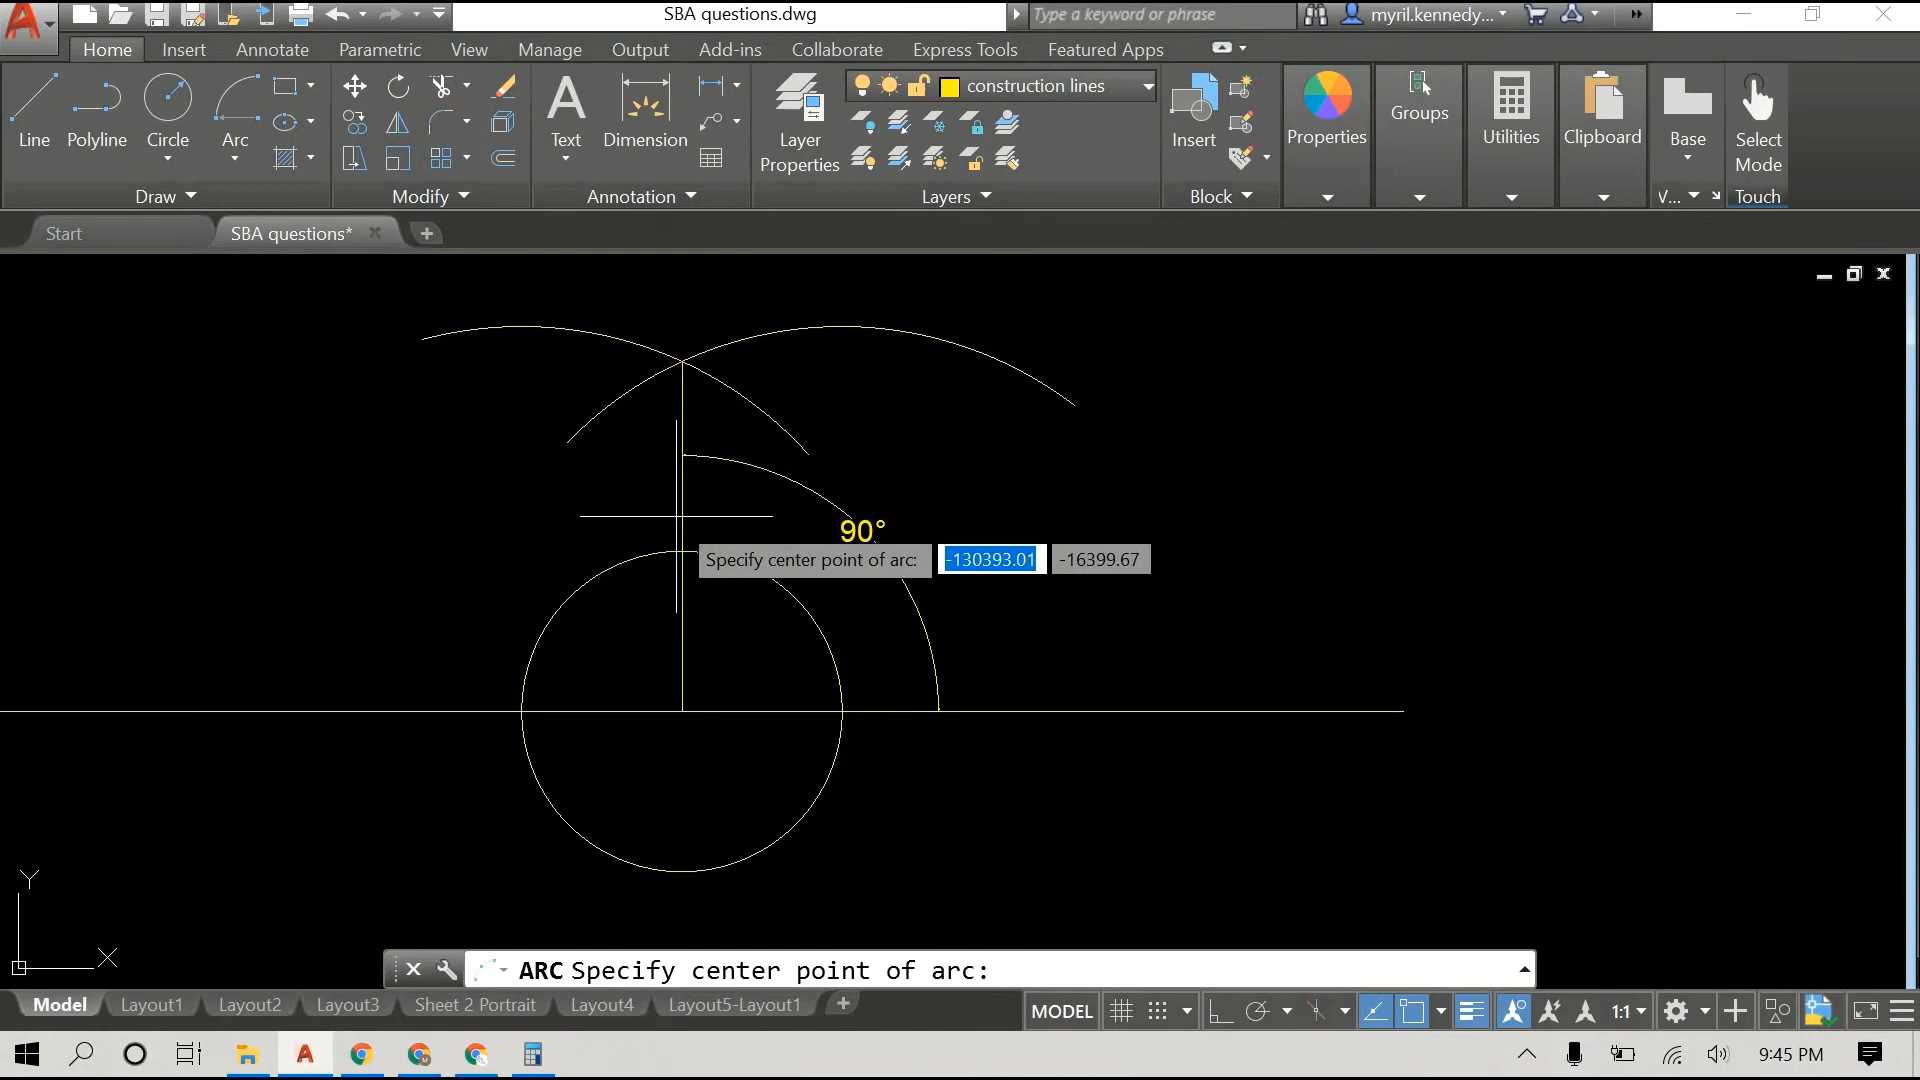 SBA questions.dwg
Type a keyword or phrase
myril.kennedy...
Home Insert Annotate Parametric View Manage Output Add-ins Collaborate Express Tools Featured Apps
Line Polyline Circle Arc
Text Dimension
Layer Properties
construction lines
Insert
Properties
Groups
Utilities
Clipboard
Base
Select Mode
Draw Modify Annotation Layers Block V... Touch
Start SBA questions*
90°
Specify center point of arc: -130393.01 -16399.67
Y
X
ARC Specify center point of arc:
Model Layout1 Layout2 Layout3 Sheet 2 Portrait Layout4 Layout5-Layout1
MODEL 1:1
9:45 PM